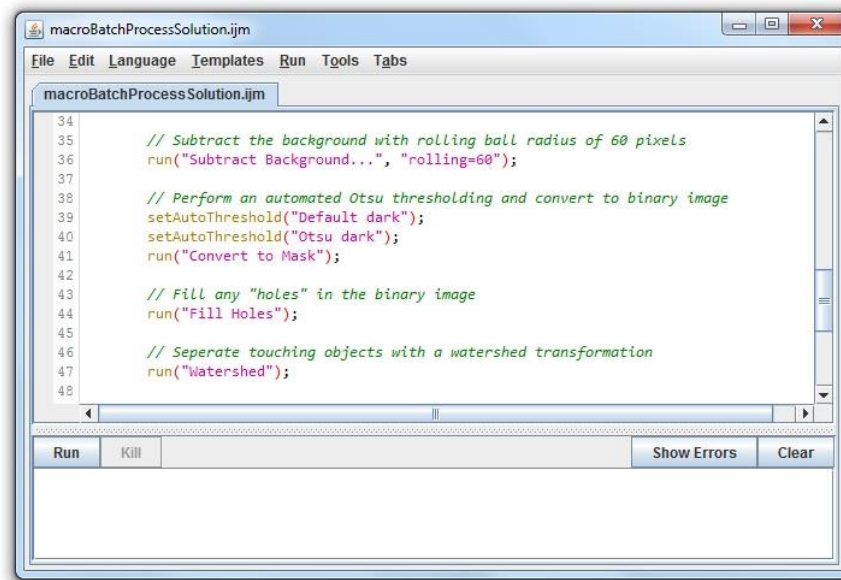 macroBatchProcessSolution.ijm
File Edit Language Templates Run Tools Tabs
macroBatchProcessSolution.ijm
34
35 // Subtract the background with rolling ball radius of 60 pixels
36 run("Subtract Background...", "rolling=60");
37
38 // Perform an automated Otsu thresholding and convert to binary image
39 setAutoThreshold("Default dark");
40 setAutoThreshold("Otsu dark");
41 run("Convert to Mask");
42
43 // Fill any "holes" in the binary image
44 run("Fill Holes");
45
46 // Seperate touching objects with a watershed transformation
47 run("Watershed");
48
Run Kill Show Errors Clear